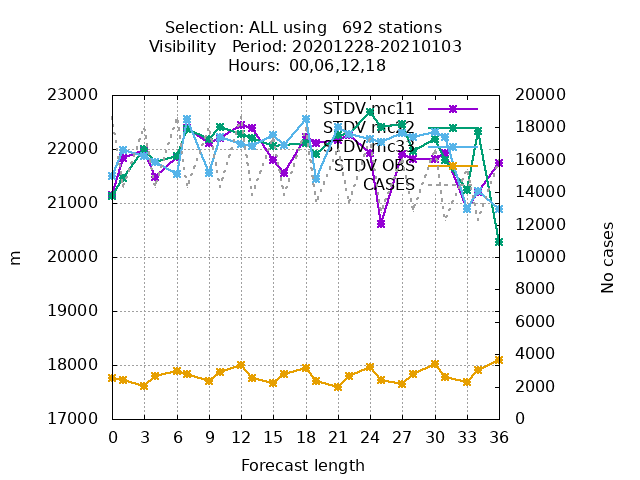 Selection: ALL using   692 stations
Visibility   Period: 20201228-20210103
Hours: 00,06,12,18
23000
22000
21000
20000
19000
18000
17000
m
20000
18000
16000
14000
12000
10000
8000
6000
4000
2000
0
No cases
STDV mc11
STDV
STDV mc33
STDV OBS
CASES
0 3 6 9 12 15 18 21 24 27 30 33 36
Forecast length